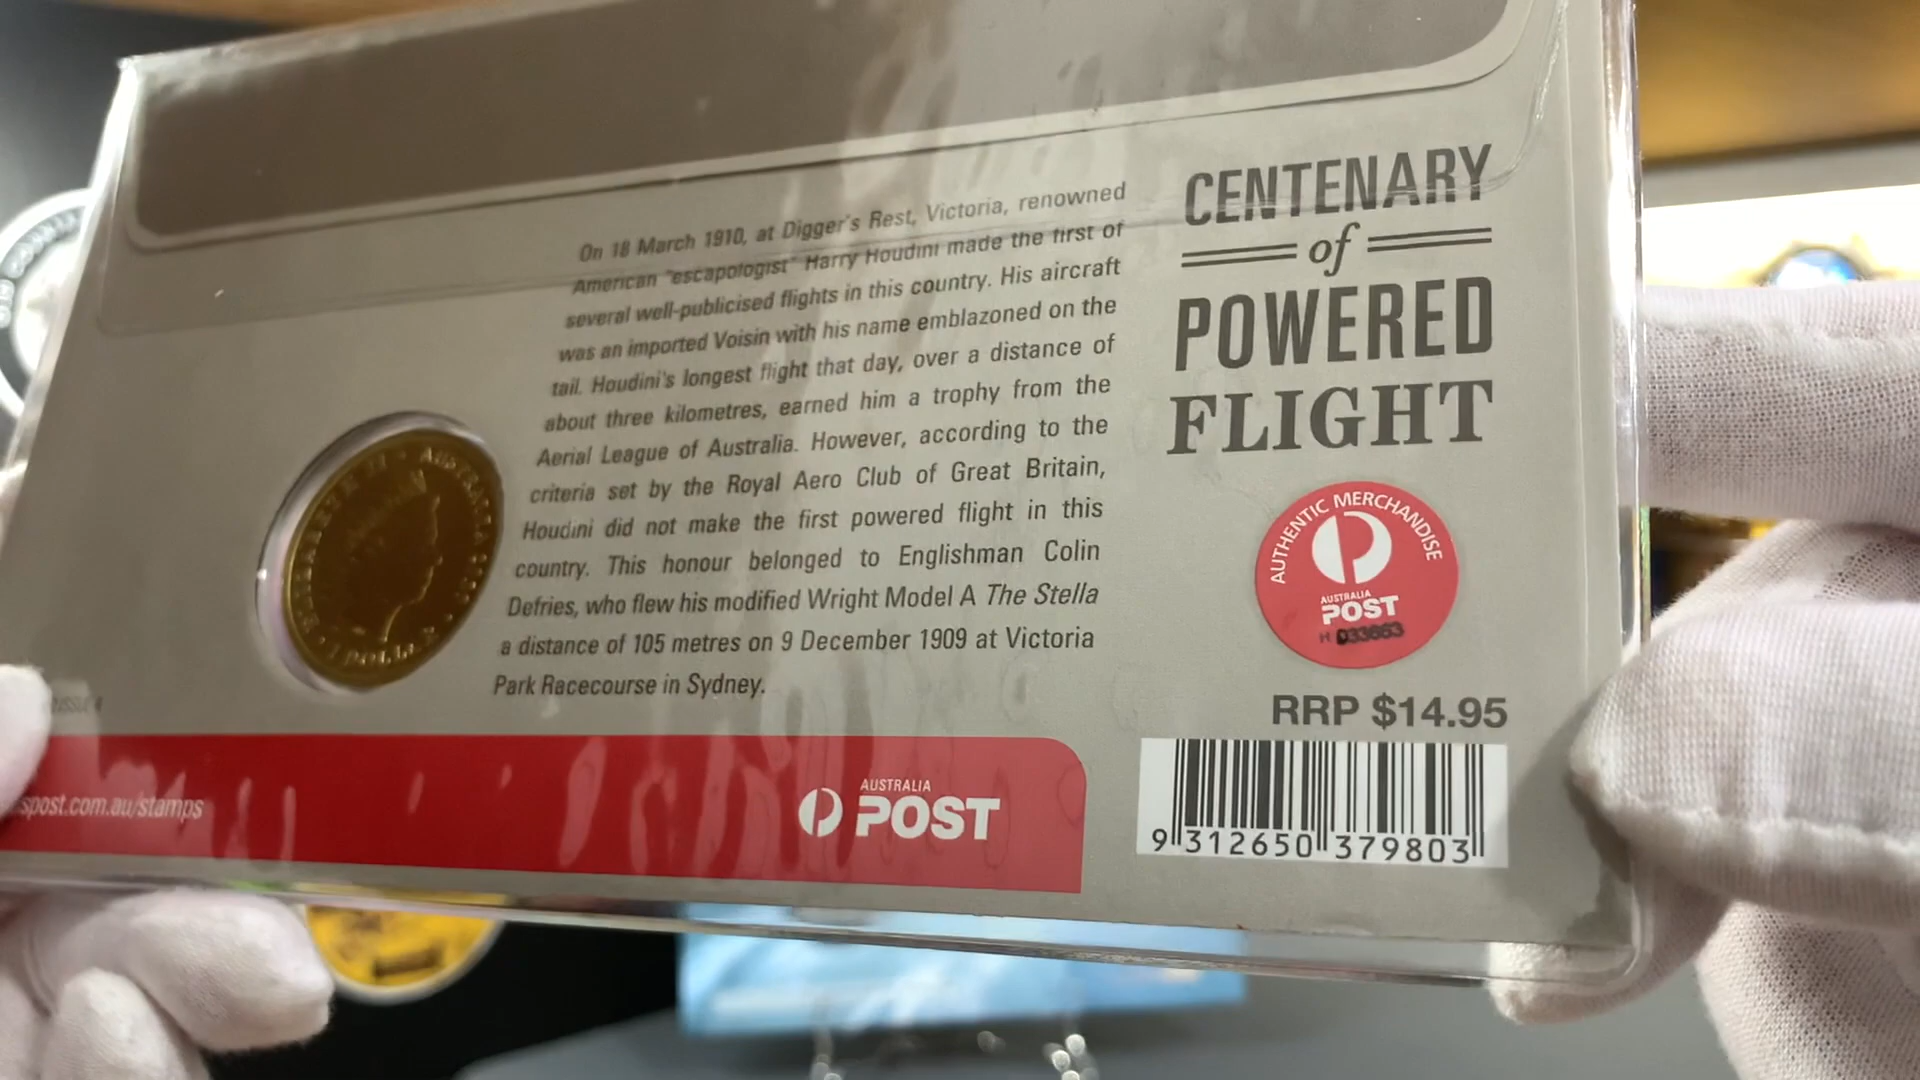 On 18 March 1910, at Digger's Rest, Victoria, renowned
American "escapologist" Harry Houdini made the first of
several well-publicised flights in this country. His aircraft
was an imported Voisin with his name emblazoned on the
tail. Houdini's longest flight that day, over a distance of
about three kilometres, earned him a trophy from the
Aerial League of Australia. However, according to the
criteria set by the Royal Aero Club of Great Britain,
Houdini did not make the first powered flight in this
country. This honour belonged to Englishman Colin
Defries, who flew his modified Wright Model A The Stella
a distance of 105 metres on 9 December 1909 at Victoria
Park Racecourse in Sydney.
CENTENARY
of
POWERED
FLIGHT
AUTHENTIC MERCHANDISE
AUSTRALIA
POST
RRP $14.95
9 312650 379803
AUSTRALIA
POST
spost.com.au/stamps
AUSTRALIA
1 DOLLAR